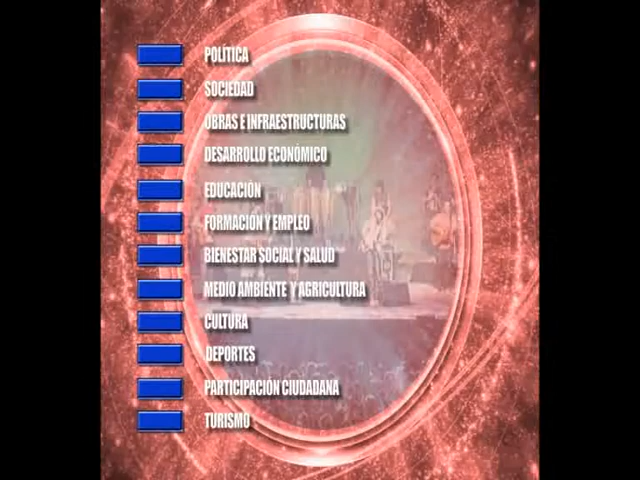 POLÍTICA
SOCIEDAD
OBRAS E INFRAESTRUCTURAS
DESARROLLO ECONÓMICO
EDUCACIÓN
FORMACIÓN Y EMPLEO
BIENESTAR SOCIAL Y SALUD
MEDIO AMBIENTE Y AGRICULTURA
CULTURA
DEPORTES
PARTICIPACIÓN CIUDADANA
TURISMO